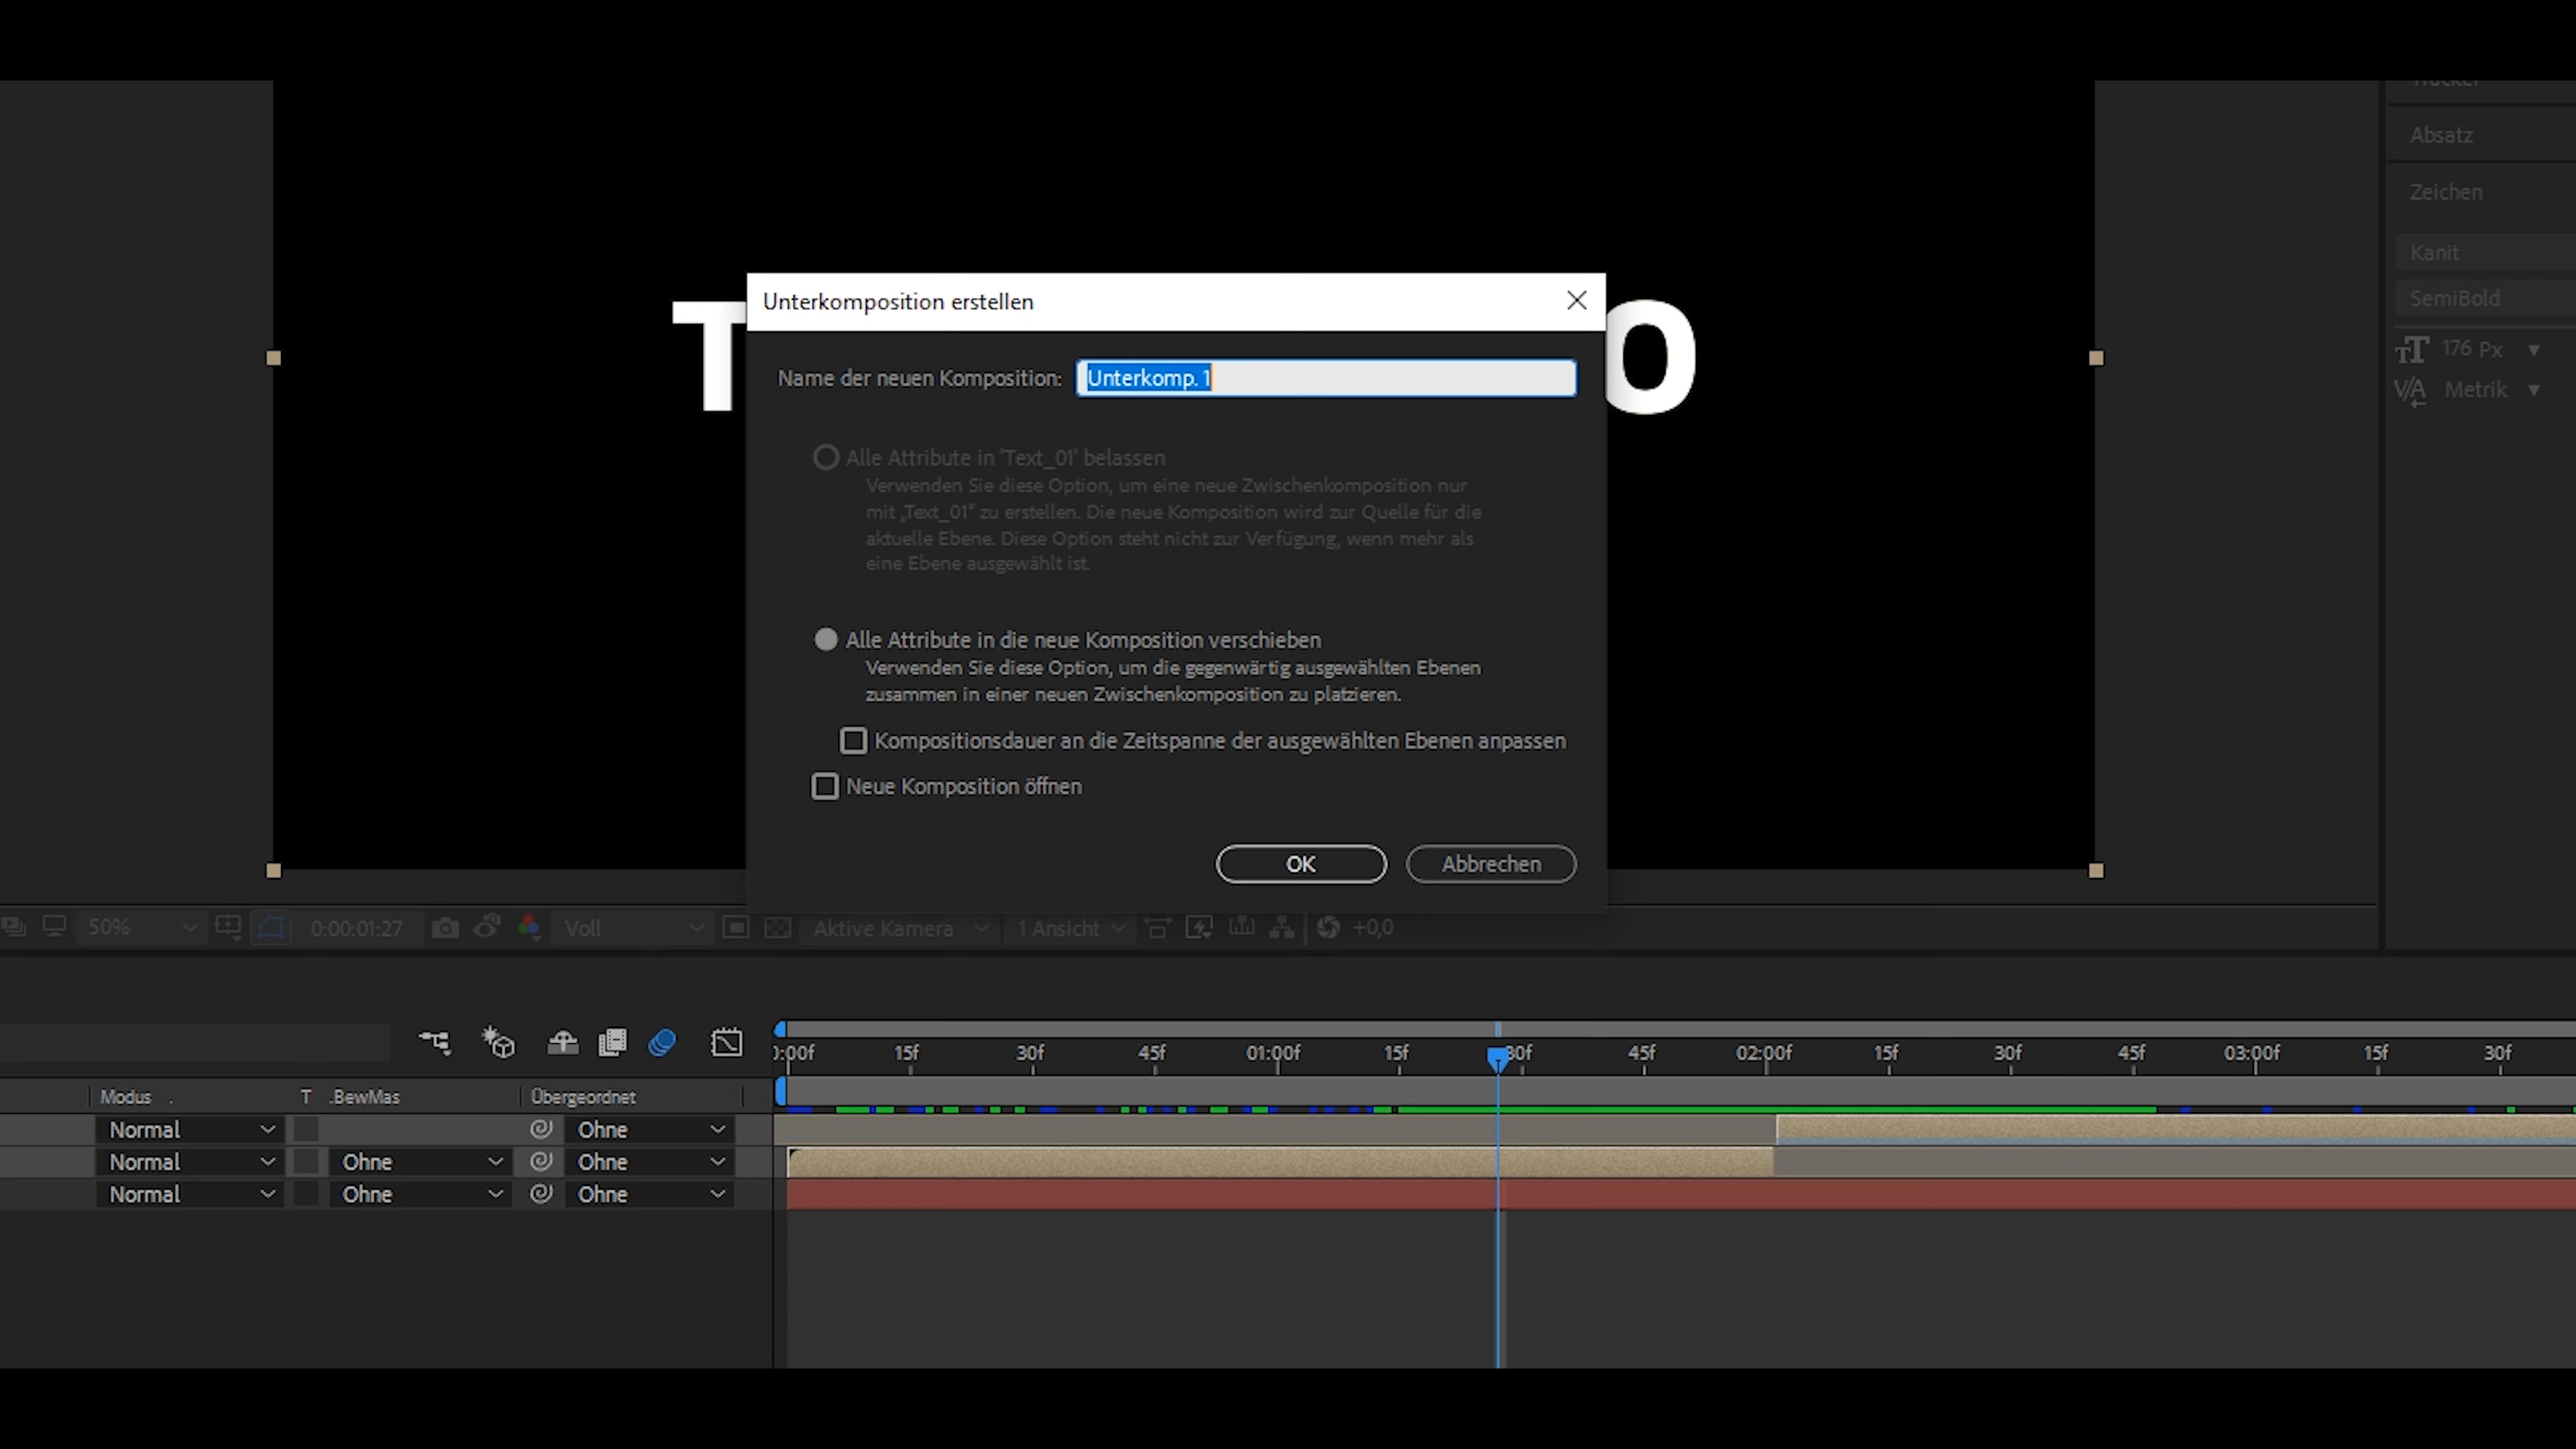 T
O
Absatz
Zeichen
Kanit
SemiBold
176 Px
Metrik
Unterkomposition erstellen
Name der neuen Komposition: Unterkomp. 1
Alle Attribute in "Text_01" belassen
Verwenden Sie diese Option, um eine neue Zwischenkomposition nur
mit „Text_01" zu erstellen. Die neue Komposition wird zur Quelle für die
aktuelle Ebene. Diese Option steht nicht zur Verfügung, wenn mehr als
eine Ebene ausgewählt ist.
Alle Attribute in die neue Komposition verschieben
Verwenden Sie diese Option, um die gegenwärtig ausgewählten Ebenen
zusammen in einer neuen Zwischenkomposition zu platzieren.
Kompositionsdauer an die Zeitspanne der ausgewählten Ebenen anpassen
Neue Komposition öffnen
OK Abbrechen
50% 0:00:01:27 Voll Aktive Kamera 1 Ansicht +0,0
:00f 15f 30f 45f 01:00f 15f 30f 45f 02:00f 15f 30f 45f 03:00f 15f 30f
Modus T .BewMas Übergeordnet
Normal Ohne
Normal Ohne Ohne
Normal Ohne Ohne